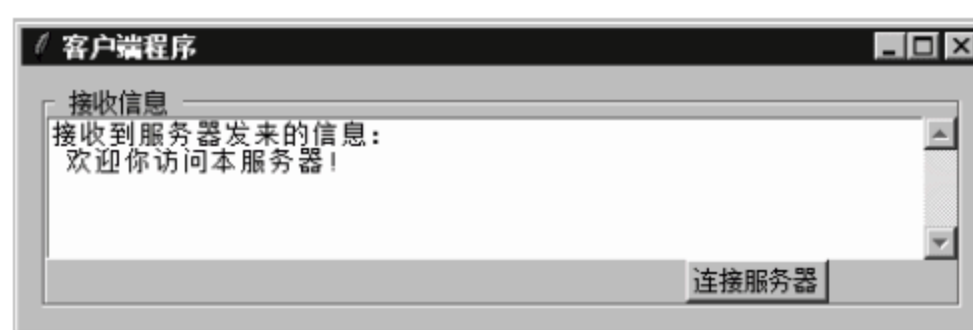 客户端程序
接收信息
接收到服务器发来的信息:
欢迎你访问本服务器!
连接服务器